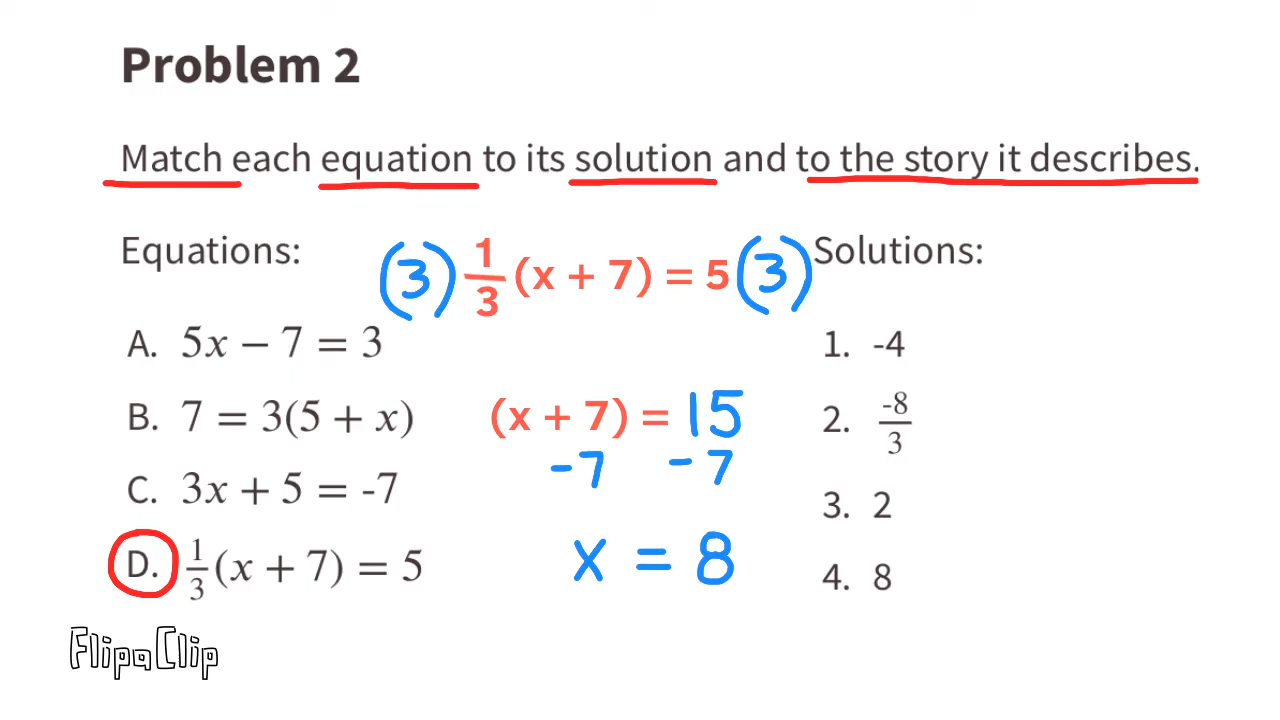 Problem 2
Match each equation to its solution and to the story it describes.
Equations:
(3) 1/3 (x + 7) = 5 (3)
Solutions:
A. 5x − 7 = 3
1. -4
B. 7 = 3(5 + x)
(x + 7) = 15
2. -8/3
-7 -7
C. 3x + 5 = -7
3. 2
D. 1/3 (x + 7) = 5
x = 8
4. 8
FlipaClip